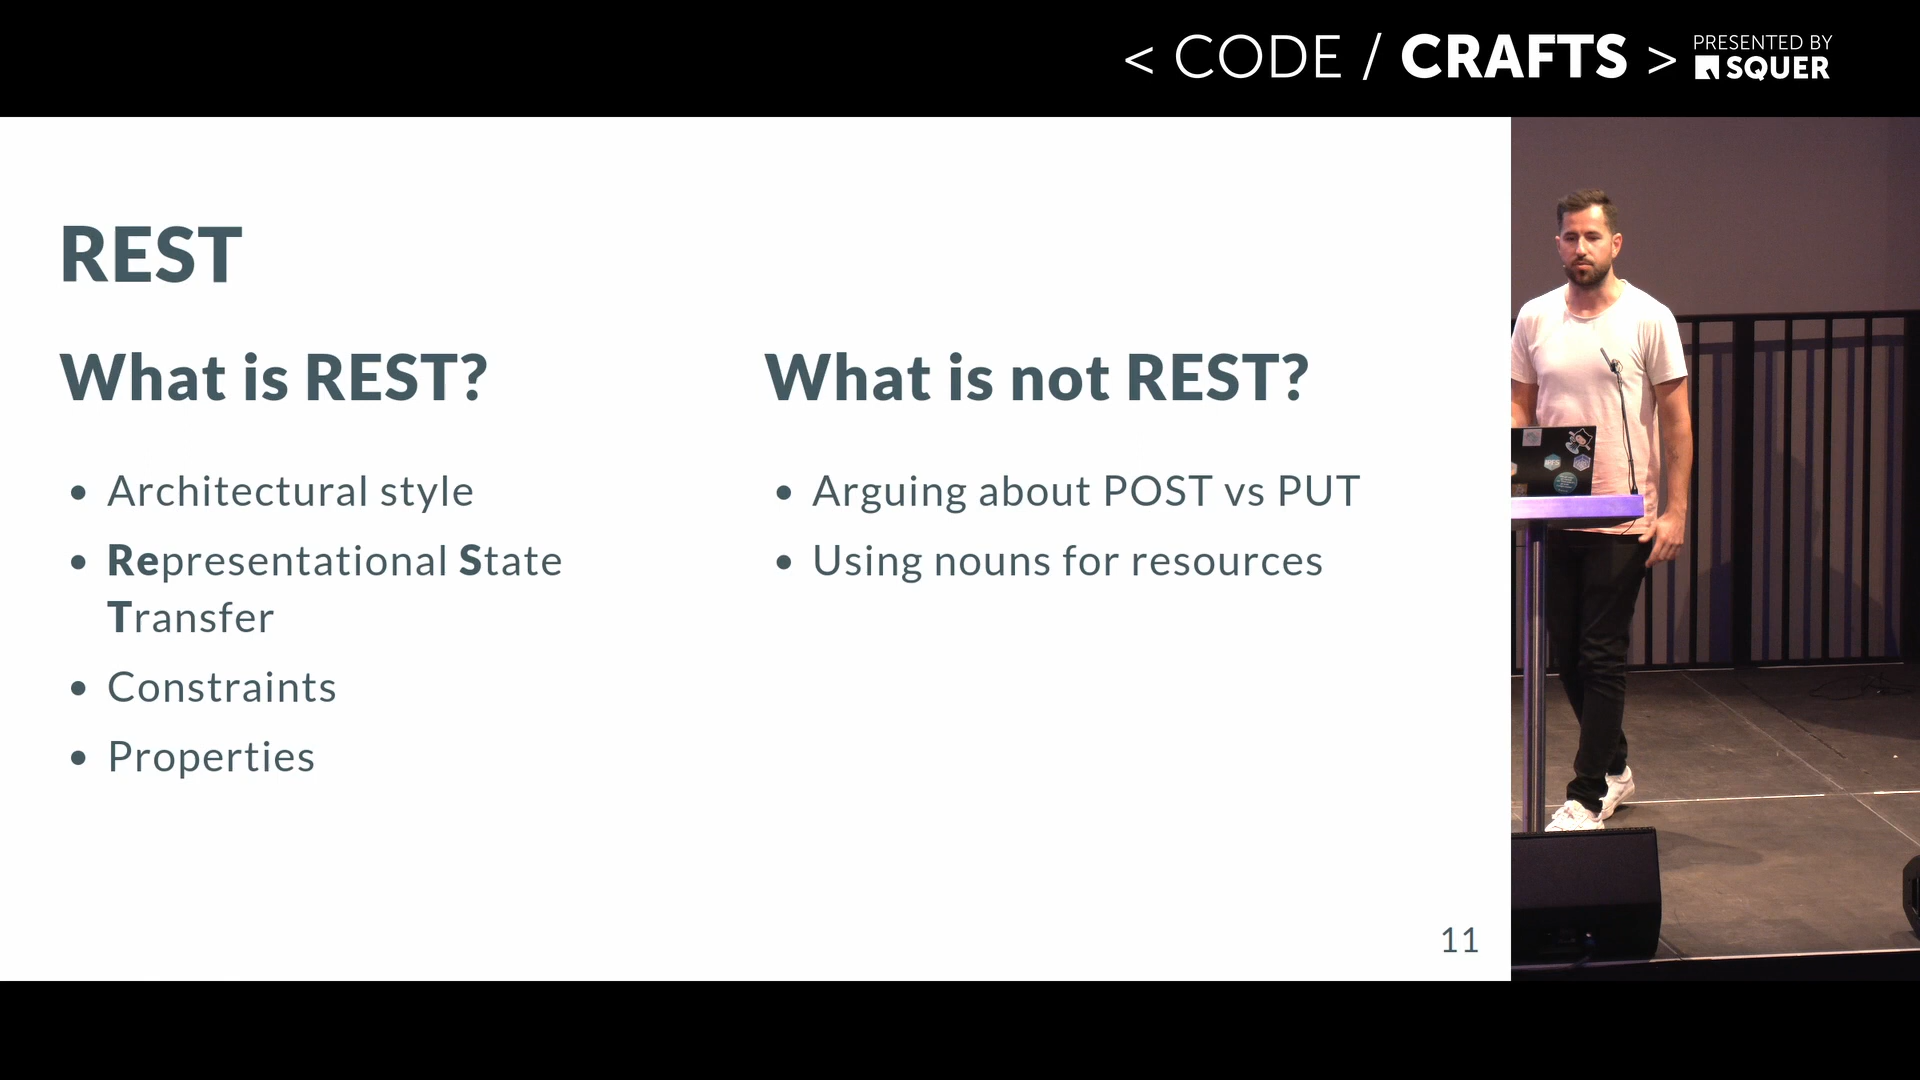 < CODE / CRAFTS >
PRESENTED BY
SQUER
REST
What is REST?
• Architectural style
• Representational State
Transfer
• Constraints
• Properties
What is not REST?
• Arguing about POST vs PUT
• Using nouns for resources
11